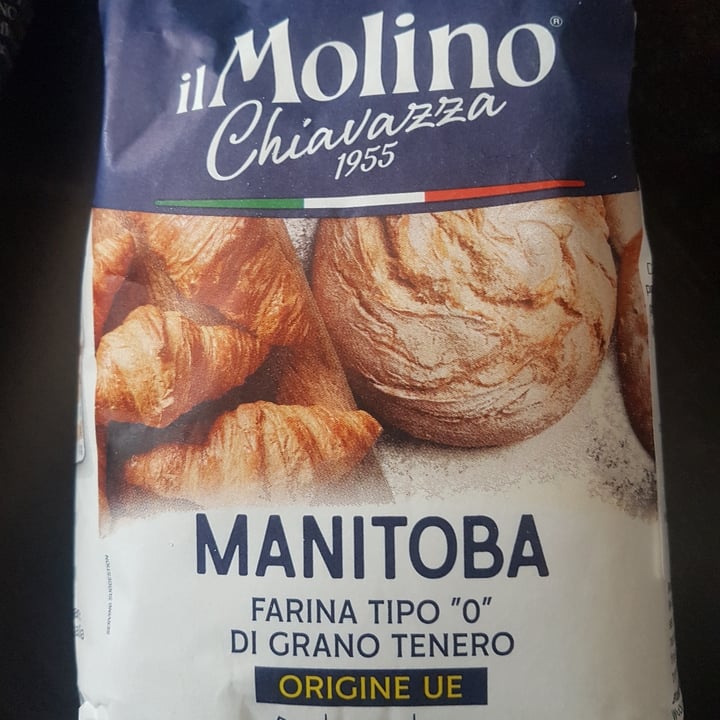 il Molino®
Chiavazza
1955
MANITOBA
FARINA TIPO "0"
DI GRANO TENERO
ORIGINE UE